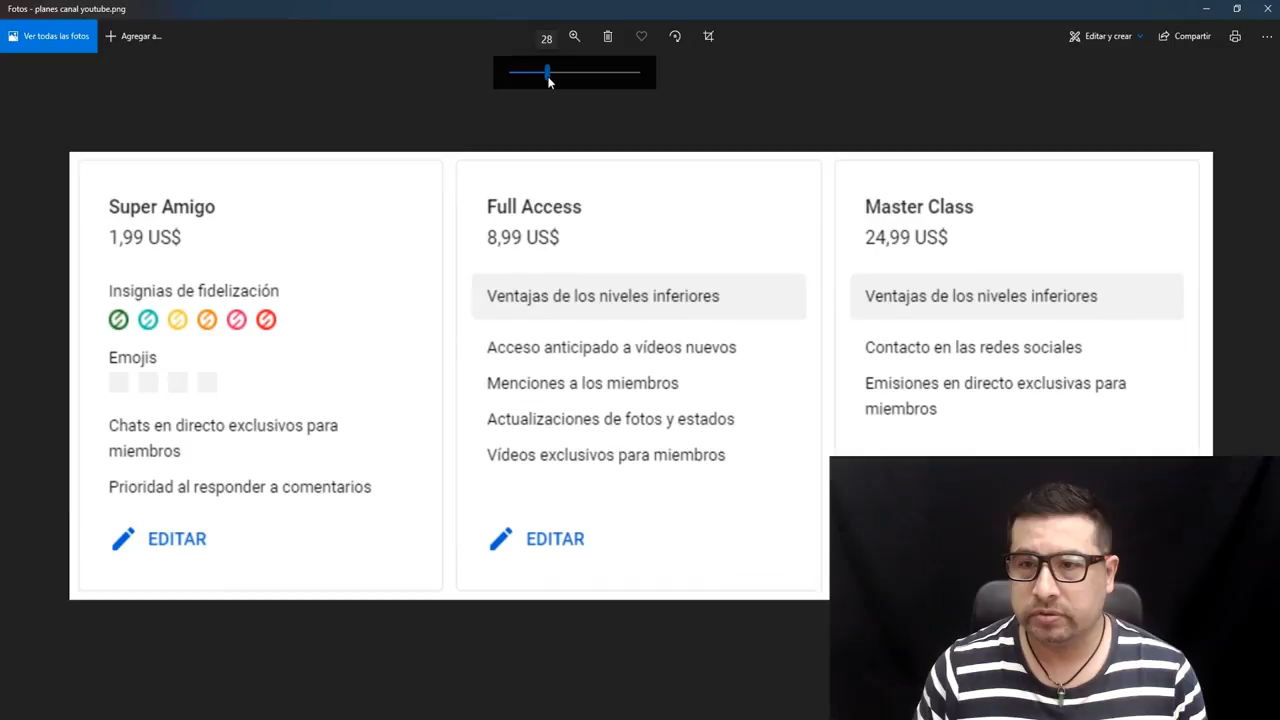 Fotos - planes canal youtube.png
Ver todas las fotos
Agregar a...
28
Editar y crear
Compartir
Super Amigo
1,99 US$
Insignias de fidelización
Emojis
Chats en directo exclusivos para
miembros
Prioridad al responder a comentarios
EDITAR
Full Access
8,99 US$
Ventajas de los niveles inferiores
Acceso anticipado a vídeos nuevos
Menciones a los miembros
Actualizaciones de fotos y estados
Vídeos exclusivos para miembros
EDITAR
Master Class
24,99 US$
Ventajas de los niveles inferiores
Contacto en las redes sociales
Emisiones en directo exclusivas para
miembros